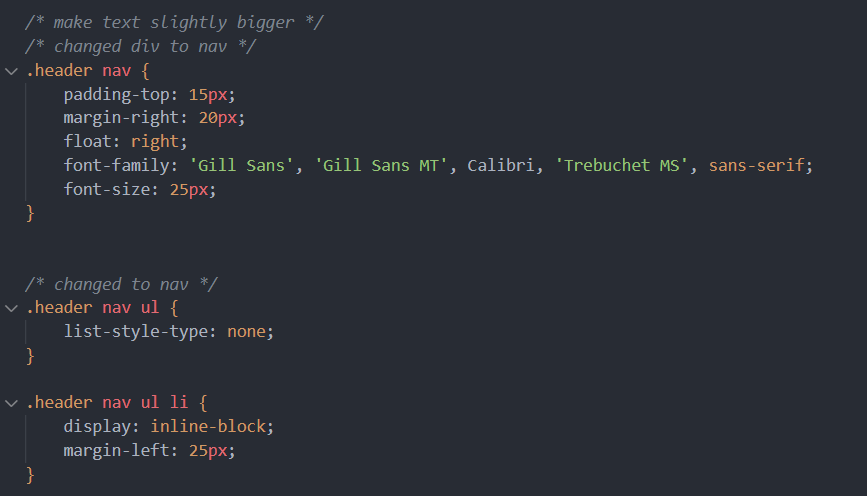 /* make text slightly bigger */
/* changed div to nav */
.header nav {
    padding-top: 15px;
    margin-right: 20px;
    float: right;
    font-family: 'Gill Sans', 'Gill Sans MT', Calibri, 'Trebuchet MS', sans-serif;
    font-size: 25px;
}
/* changed to nav */
.header nav ul {
    list-style-type: none;
}
.header nav ul li {
    display: inline-block;
    margin-left: 25px;
}